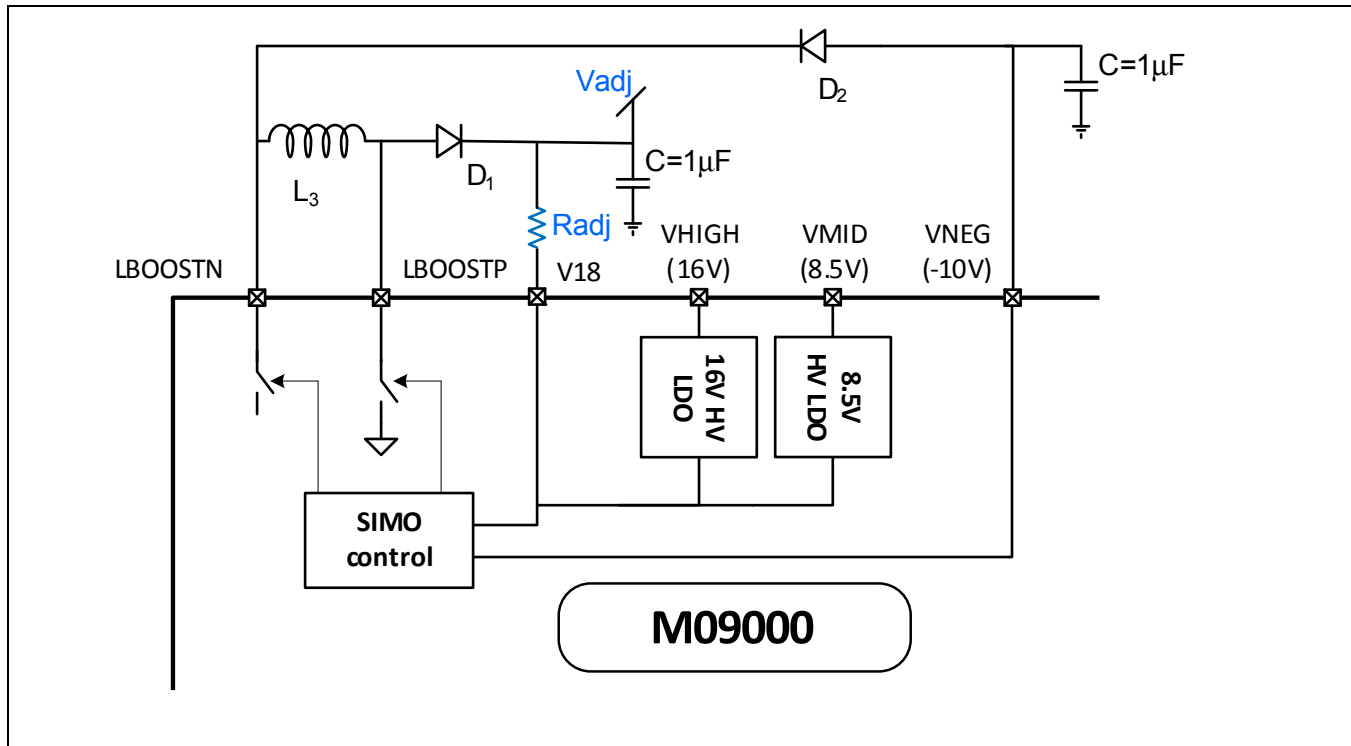 D2
C=1μF
Vadj
L3
D1
C=1μF
Radj
VHIGH
(16V)
VMID
(8.5V)
VNEG
(-10V)
LBOOSTN
LBOOSTP
V18
16V HV
LDO
8.5V
HV LDO
SIMO
control
M09000